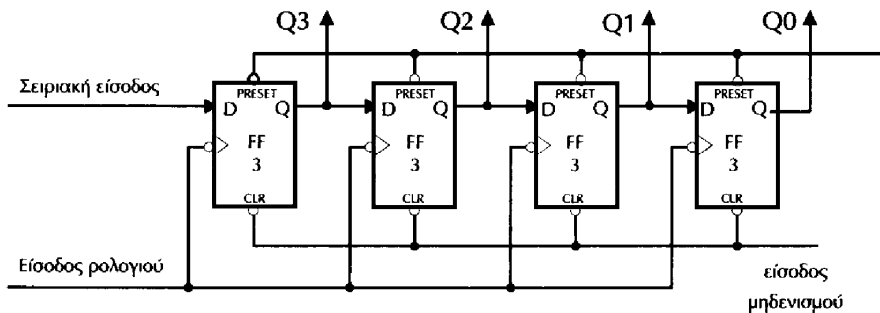 Q3 Q2 Q1 Q0
Σειριακή είσοδος
PRESET PRESET PRESET PRESET
D Q D Q D Q D Q
FF FF FF FF
3 3 3 3
CLR CLR CLR CLR
Είσοδος ρολογιού
είσοδος
μηδενισμού